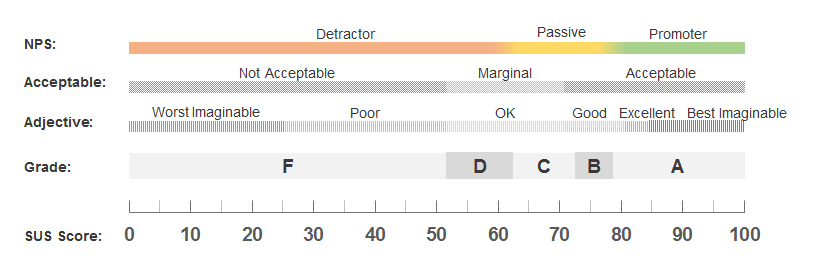 NPS: Detractor Passive Promoter
Acceptable: Not Acceptable Marginal Acceptable
Adjective: Worst Imaginable Poor OK Good Excellent Best Imaginable
Grade: F D C B A
SUS Score: 0 10 20 30 40 50 60 70 80 90 100